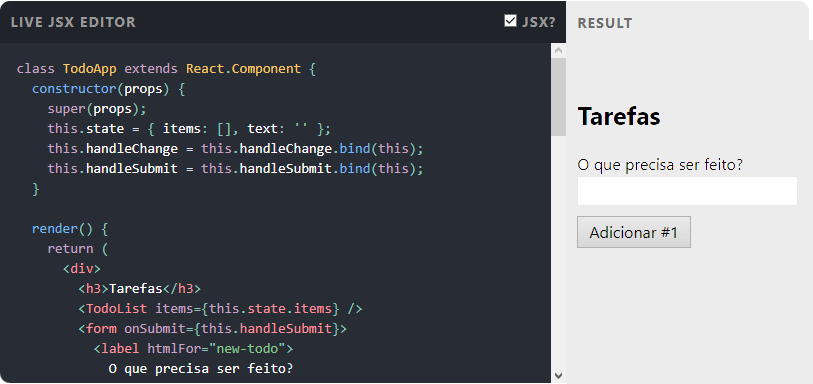 LIVE JSX EDITOR
JSX?
class TodoApp extends React.Component {
  constructor(props) {
    super(props);
    this.state = { items: [], text: '' };
    this.handleChange = this.handleChange.bind(this);
    this.handleSubmit = this.handleSubmit.bind(this);
  }
  render() {
    return (
      <div>
        <h3>Tarefas</h3>
        <TodoList items={this.state.items} />
        <form onSubmit={this.handleSubmit}>
          <label htmlFor="new-todo">
            O que precisa ser feito?
RESULT
Tarefas
O que precisa ser feito?
Adicionar #1